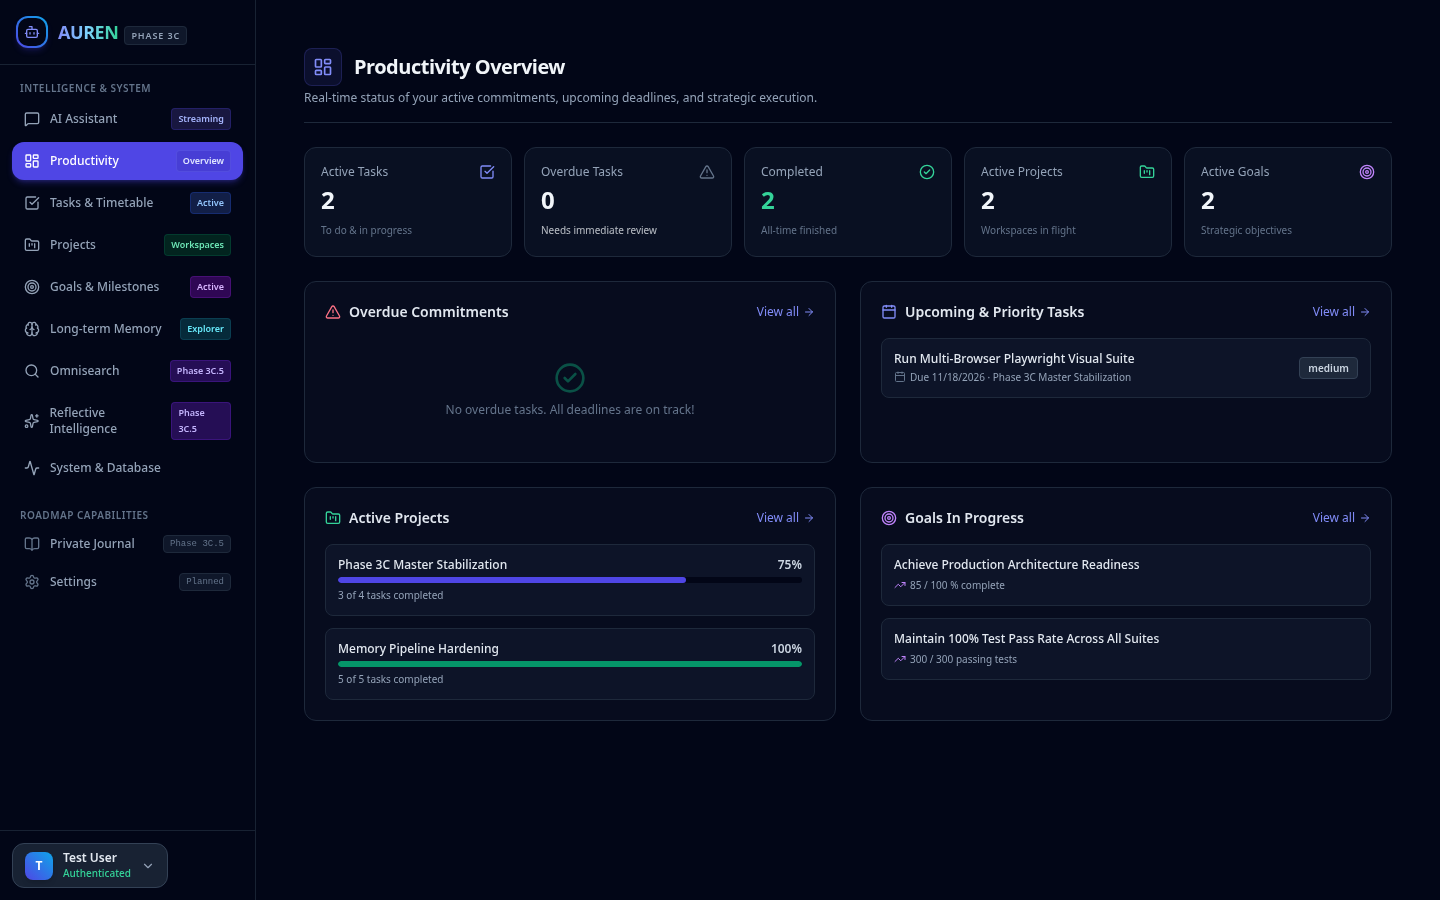 AUREN PHASE 3C
INTELLIGENCE & SYSTEM
AI Assistant Streaming
Productivity Overview
Tasks & Timetable Active
Projects Workspaces
Goals & Milestones Active
Long-term Memory Explorer
Omnisearch Phase 3C.5
Reflective Phase
Intelligence 3C.5
System & Database
ROADMAP CAPABILITIES
Private Journal Phase 3C.5
Settings Planned
T Test User
Authenticated
Productivity Overview
Real-time status of your active commitments, upcoming deadlines, and strategic execution.
Active Tasks
2
To do & in progress
Overdue Tasks
0
Needs immediate review
Completed
2
All-time finished
Active Projects
2
Workspaces in flight
Active Goals
2
Strategic objectives
Overdue Commitments View all
No overdue tasks. All deadlines are on track!
Upcoming & Priority Tasks View all
Run Multi-Browser Playwright Visual Suite
Due 11/18/2026 · Phase 3C Master Stabilization
medium
Active Projects View all
Phase 3C Master Stabilization 75%
3 of 4 tasks completed
Memory Pipeline Hardening 100%
5 of 5 tasks completed
Goals In Progress View all
Achieve Production Architecture Readiness
85 / 100 % complete
Maintain 100% Test Pass Rate Across All Suites
300 / 300 passing tests